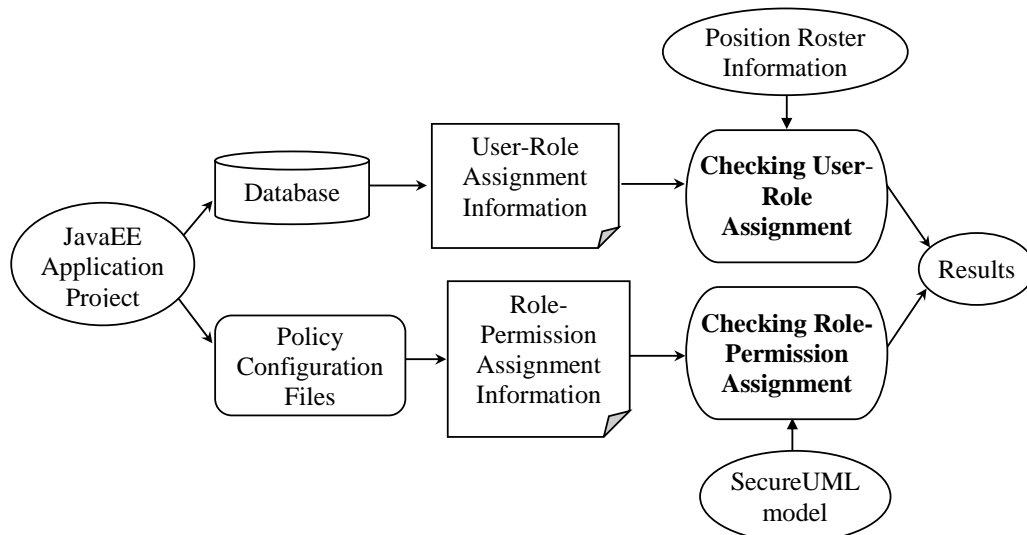 Position Roster
Information
User-Role
Assignment
Information
Checking User-
Role
Assignment
Database
JavaEE
Application
Project
Results
Policy
Configuration
Files
Role-
Permission
Assignment
Information
Checking Role-
Permission
Assignment
SecureUML
model